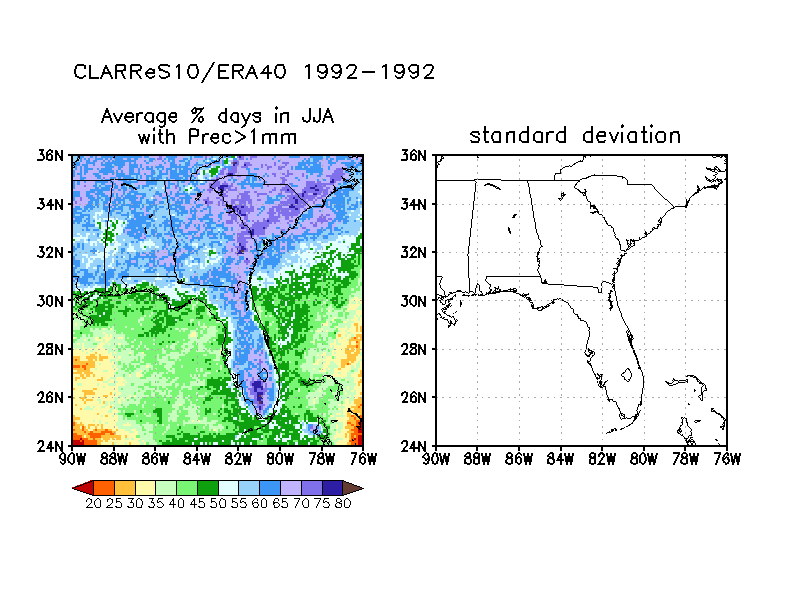 CLARReS10/ERA40 1992-1992
Average % days in JJA
with Prec>1mm
standard deviation
36N
34N
32N
30N
28N
26N
24N
90W 88W 86W 84W 82W 80W 78W 76W
36N
34N
32N
30N
28N
26N
24N
90W 88W 86W 84W 82W 80W 78W 76W
20 25 30 35 40 45 50 55 60 65 70 75 80